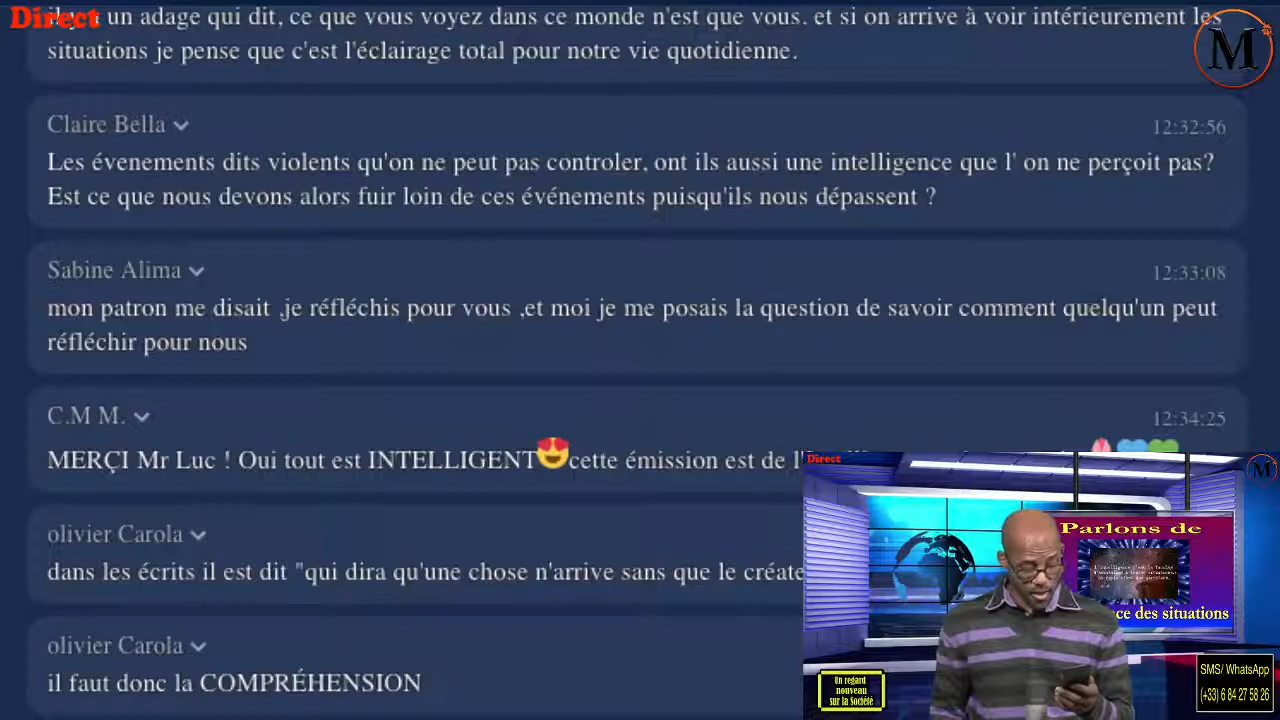 Direct
un adage qui dit, ce que vous voyez dans ce monde n'est que vous. et si on arrive à voir intérieurement les
situations je pense que c'est l'éclairage total pour notre vie quotidienne.
M
Claire Bella
12:32:56
Les évenements dits violents qu'on ne peut pas controler, ont ils aussi une intelligence que l' on ne perçoit pas?
Est ce que nous devons alors fuir loin de ces événements puisqu'ils nous dépassent ?
Sabine Alima
12:33:08
mon patron me disait ,je réfléchis pour vous ,et moi je me posais la question de savoir comment quelqu'un peut
réfléchir pour nous
C.M M.
12:34:25
MERÇI Mr Luc ! Oui tout est INTELLIGENT😍cette émission est de
olivier Carola
dans les écrits il est dit "qui dira qu'une chose n'arrive sans que le créate
olivier Carola
il faut donc la COMPRÉHENSION
Direct
M
Parlons de
ce des situations
Un regard
nouveau
sur la Société
SMS/ WhatsApp
(+33) 6 84 27 58 26